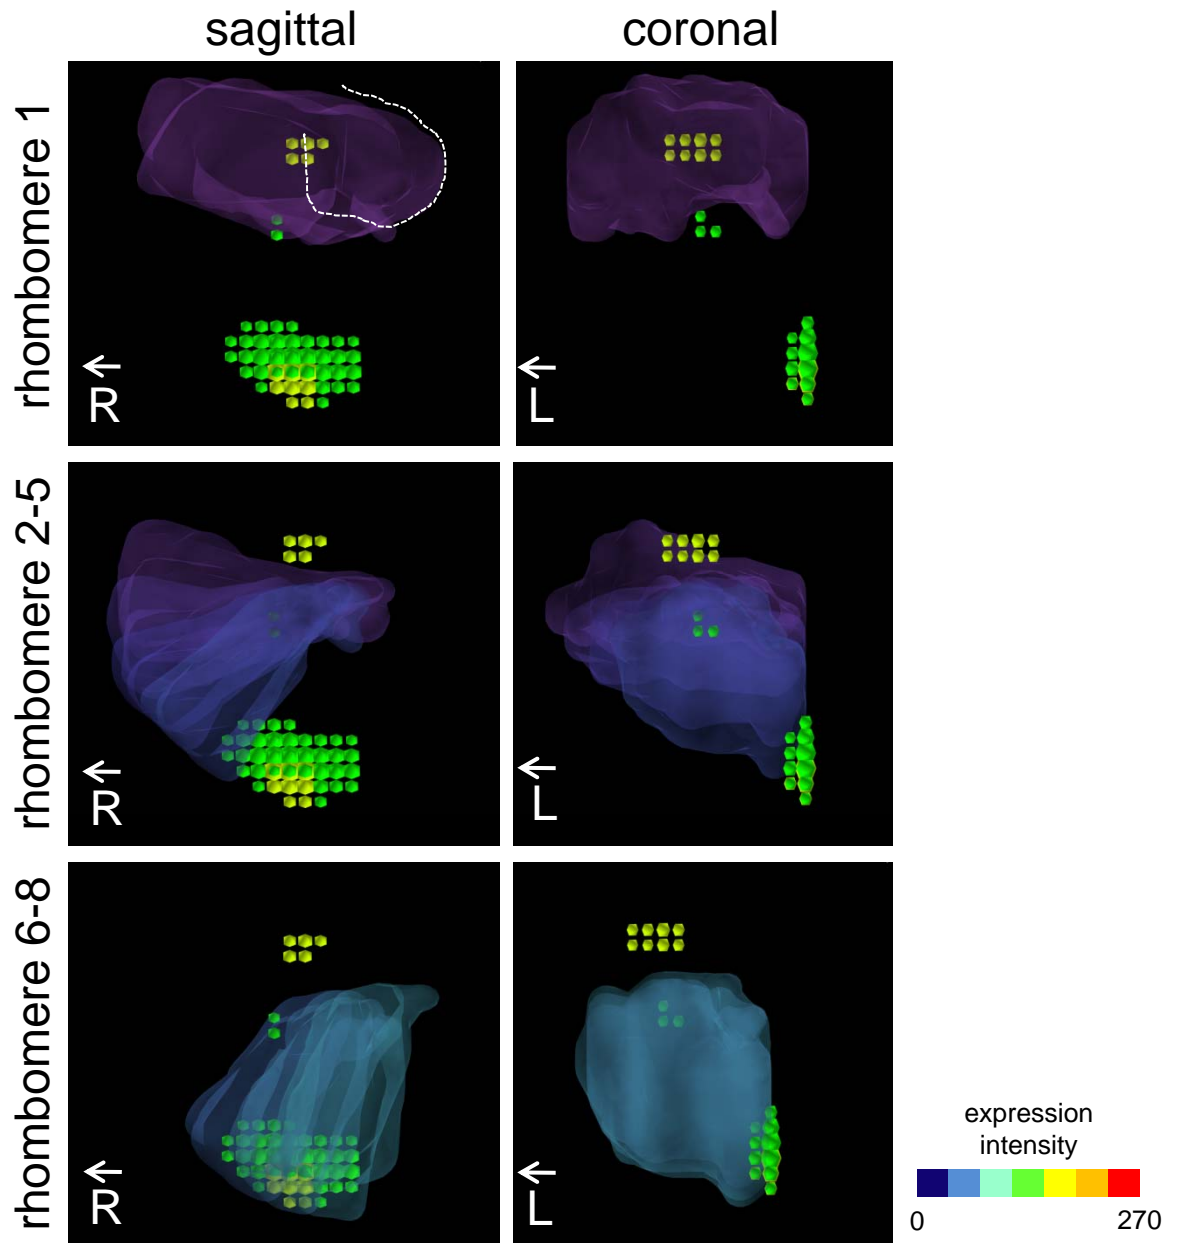 sagittal
coronal
rhombomere 1
R
L
rhombomere 2-5
R
L
rhombomere 6-8
R
L
expression
intensity
0
270